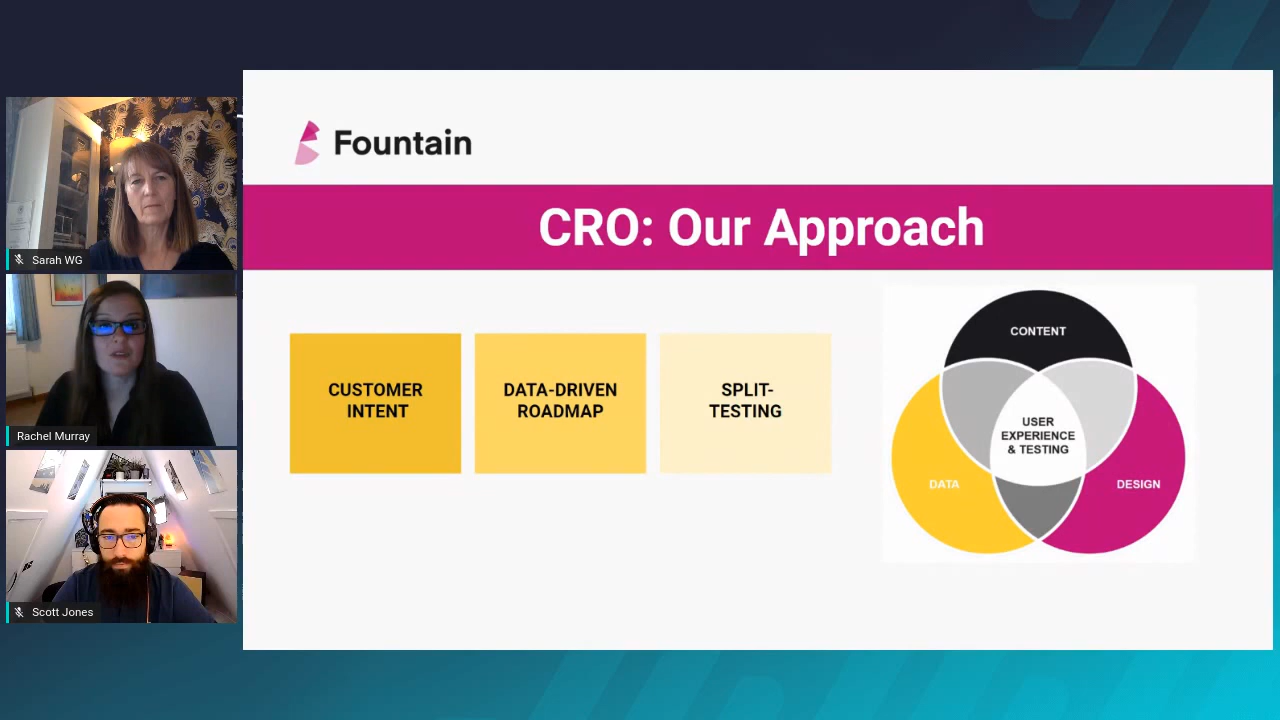 Fountain
CRO: Our Approach
CUSTOMER
INTENT
DATA-DRIVEN
ROADMAP
SPLIT-
TESTING
CONTENT
USER
EXPERIENCE
& TESTING
DATA
DESIGN
Sarah WG
Rachel Murray
Scott Jones